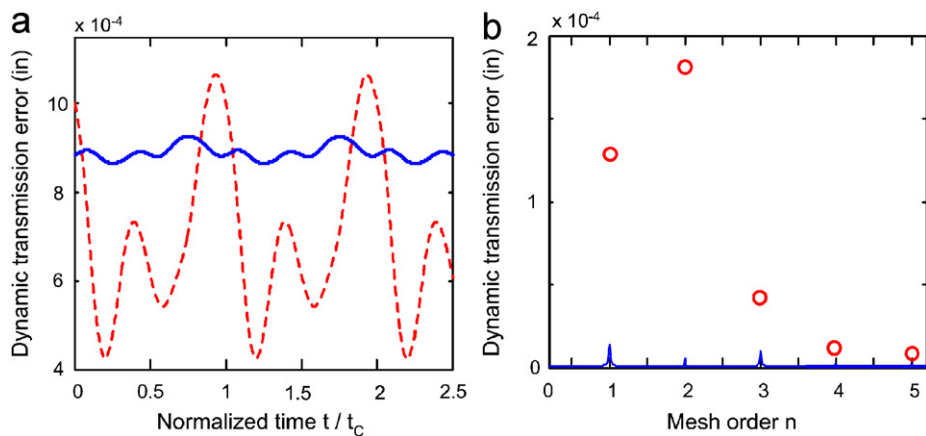 a
x 10⁻⁴
Dynamic transmission error (in)
10
8
6
4
0
0.5
1
1.5
2
2.5
Normalized time t / t_C
b
x 10⁻⁴
Dynamic transmission error (in)
2
1
0
0
1
2
3
4
5
Mesh order n